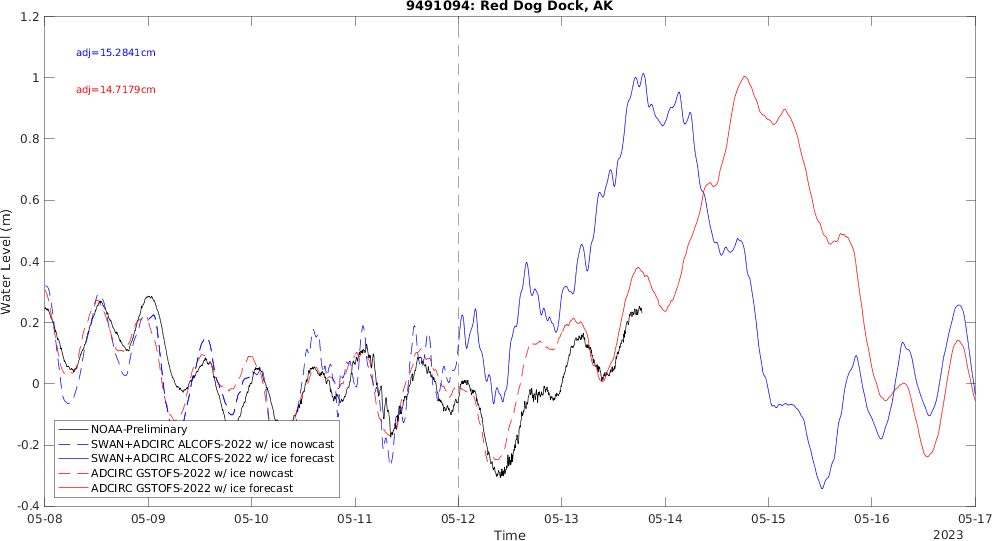 9491094: Red Dog Dock, AK
1.2
1
0.8
0.6
0.4
0.2
0
-0.2
-0.4
Water Level (m)
adj=15.2841cm
adj=14.7179cm
NOAA-Preliminary
SWAN+ADCIRC ALCOFS-2022 w/ ice nowcast
SWAN+ADCIRC ALCOFS-2022 w/ ice forecast
ADCIRC GSTOFS-2022 w/ ice nowcast
ADCIRC GSTOFS-2022 w/ ice forecast
05-08 05-09 05-10 05-11 05-12 05-13 05-14 05-15 05-16 05-17
Time
2023